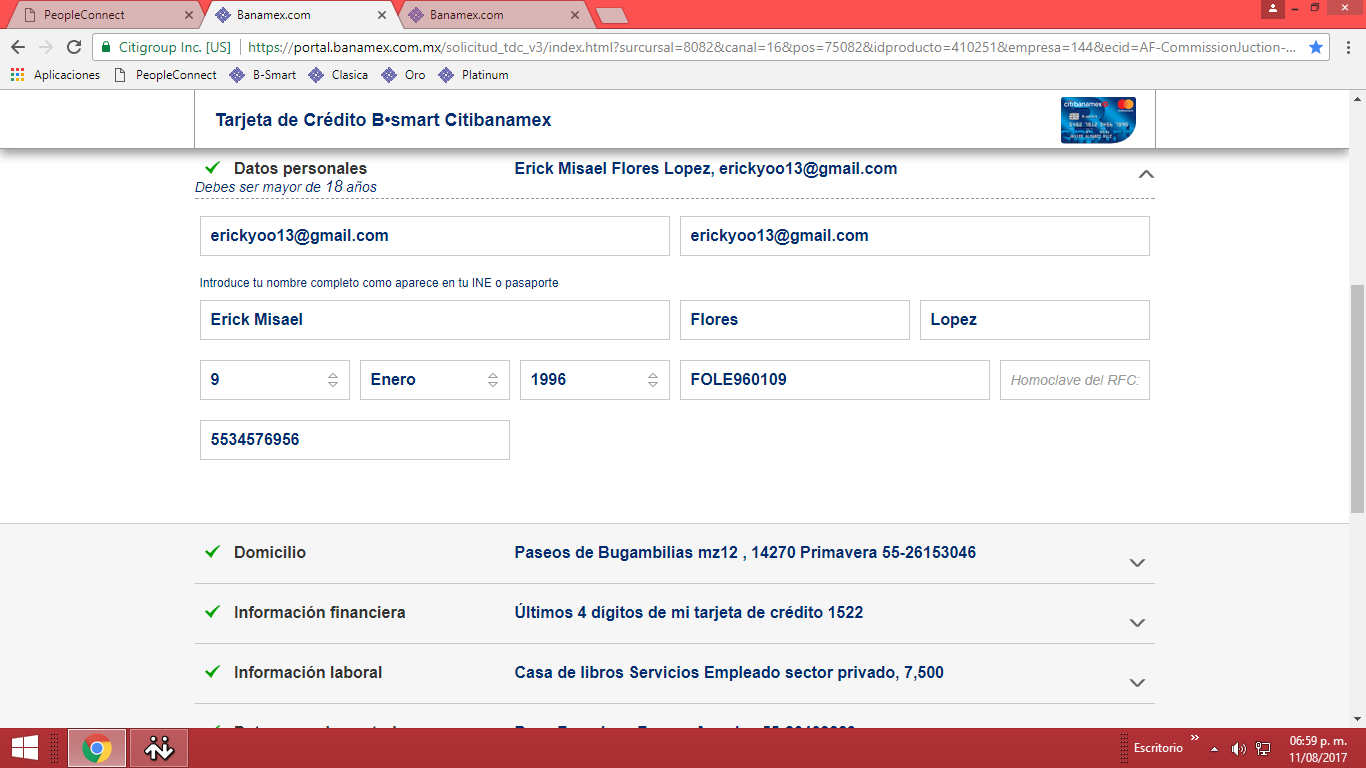 PeopleConnect
Banamex.com
Banamex.com
Citigroup Inc. [US] https://portal.banamex.com.mx/solicitud_tdc_v3/index.html?surcursal=8082&canal=16&pos=75082&idproducto=410251&empresa=144&ecid=AF-CommissionJuction-...
Aplicaciones PeopleConnect B-Smart Clasica Oro Platinum
Tarjeta de Crédito B•smart Citibanamex
citibanamex
Datos personales Erick Misael Flores Lopez, erickyoo13@gmail.com
Debes ser mayor de 18 años
erickyoo13@gmail.com erickyoo13@gmail.com
Introduce tu nombre completo como aparece en tu INE o pasaporte
Erick Misael Flores Lopez
9 Enero 1996 FOLE960109 Homoclave del RFC:
5534576956
Domicilio Paseos de Bugambilias mz12 , 14270 Primavera 55-26153046
Información financiera Últimos 4 dígitos de mi tarjeta de crédito 1522
Información laboral Casa de libros Servicios Empleado sector privado, 7,500
Escritorio
06:59 p. m.
11/08/2017